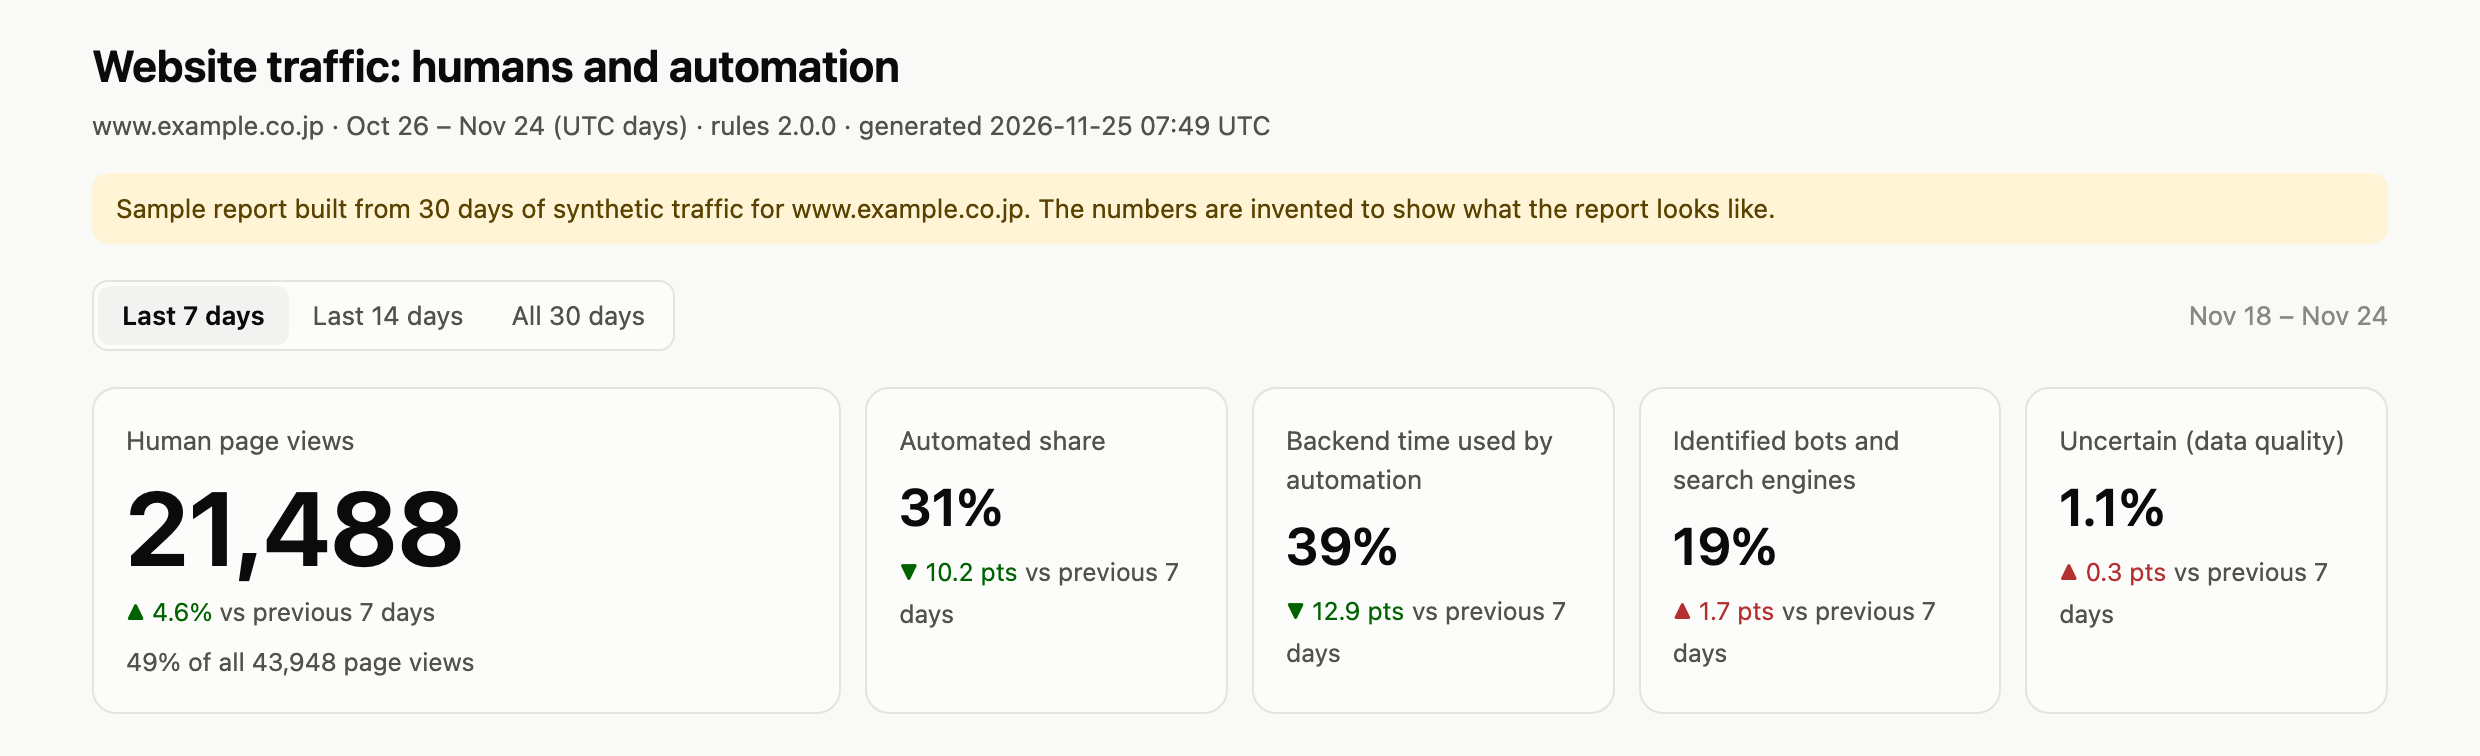 Website traffic: humans and automation
www.example.co.jp · Oct 26 – Nov 24 (UTC days) · rules 2.0.0 · generated 2026-11-25 07:49 UTC
Sample report built from 30 days of synthetic traffic for www.example.co.jp. The numbers are invented to show what the report looks like.
Last 7 days
Last 14 days
All 30 days
Nov 18 – Nov 24
Human page views
21,488
▲ 4.6% vs previous 7 days
49% of all 43,948 page views
Automated share
31%
▼ 10.2 pts vs previous 7
days
Backend time used by
automation
39%
▼ 12.9 pts vs previous 7
days
Identified bots and
search engines
19%
▲ 1.7 pts vs previous 7
days
Uncertain (data quality)
1.1%
▲ 0.3 pts vs previous 7
days